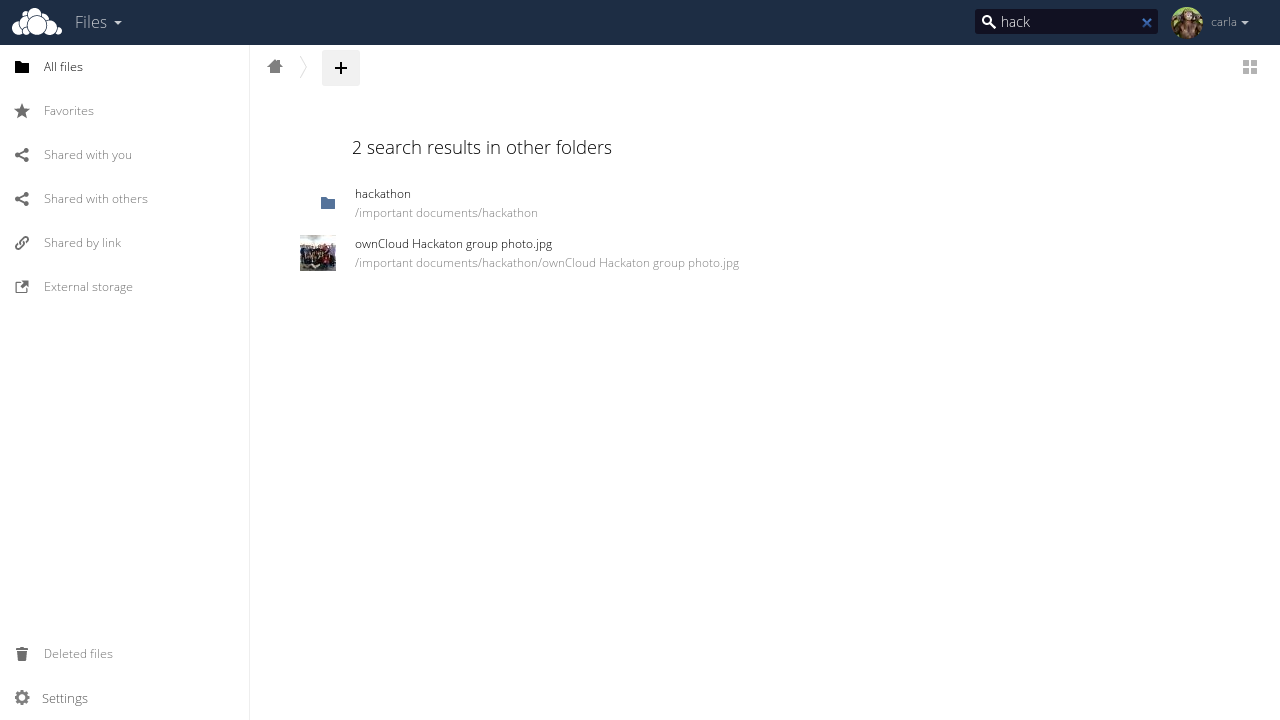 Files
hack
carla
All files
Favorites
Shared with you
Shared with others
Shared by link
External storage
2 search results in other folders
hackathon
/important documents/hackathon
ownCloud Hackaton group photo.jpg
/important documents/hackathon/ownCloud Hackaton group photo.jpg
Deleted files
Settings